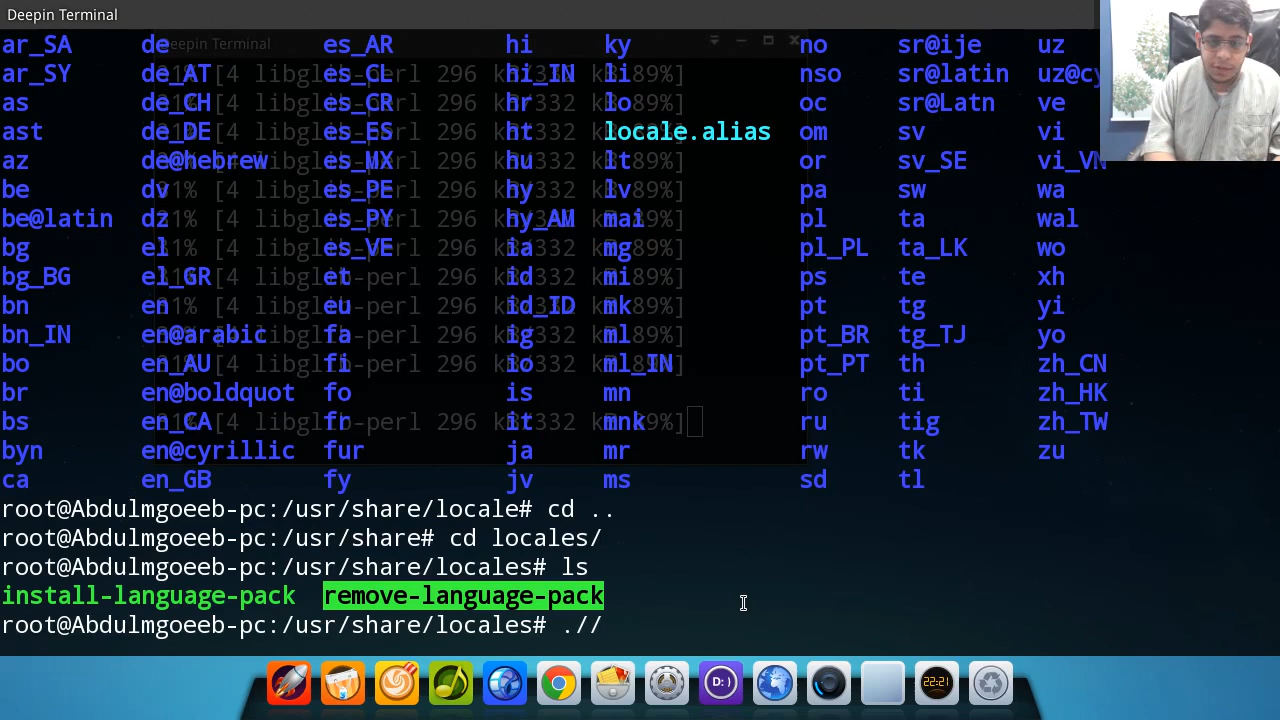 Deepin Terminal
Deepin Terminal
ar_SA de es_AR hi ky no sr@ije uz
ar_SY de_AT es_CL hi_IN li nso sr@latin uz@cy
as de_CH es_CR hr lo oc sr@Latn ve
ast de_DE es_ES ht locale.alias om sv vi
az de@hebrew es_MX hu lt or sv_SE vi_VN
be dv es_PE hy lv pa sw wa
be@latin dz es_PY hy_AM mai pl ta wal
bg el es_VE ia mg pl_PL ta_LK wo
bg_BG el_GR et id mi ps te xh
bn en eu id_ID mk pt tg yi
bn_IN en@arabic fa ig ml pt_BR tg_TJ yo
bo en_AU fi io ml_IN pt_PT th zh_CN
br en@boldquot fo is mn ro ti zh_HK
bs en_CA fr it mnk ru tig zh_TW
byn en@cyrillic fur ja mr rw tk zu
ca en_GB fy jv ms sd tl
root@Abdulmgoeeb-pc:/usr/share/locale# cd ..
root@Abdulmgoeeb-pc:/usr/share# cd locales/
root@Abdulmgoeeb-pc:/usr/share/locales# ls
install-language-pack remove-language-pack
root@Abdulmgoeeb-pc:/usr/share/locales# .//
D:)
22:21